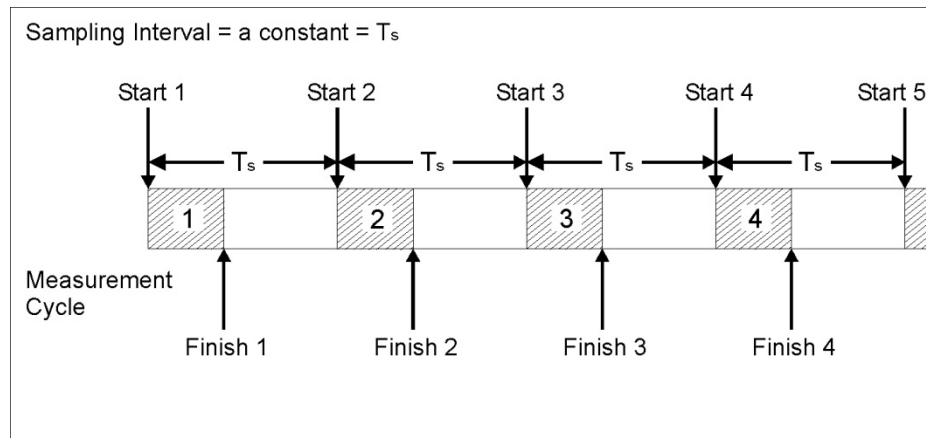 Sampling Interval = a constant = Ts
Start 1 Start 2 Start 3 Start 4 Start 5
Ts Ts Ts Ts
1 2 3 4
Measurement
Cycle
Finish 1 Finish 2 Finish 3 Finish 4